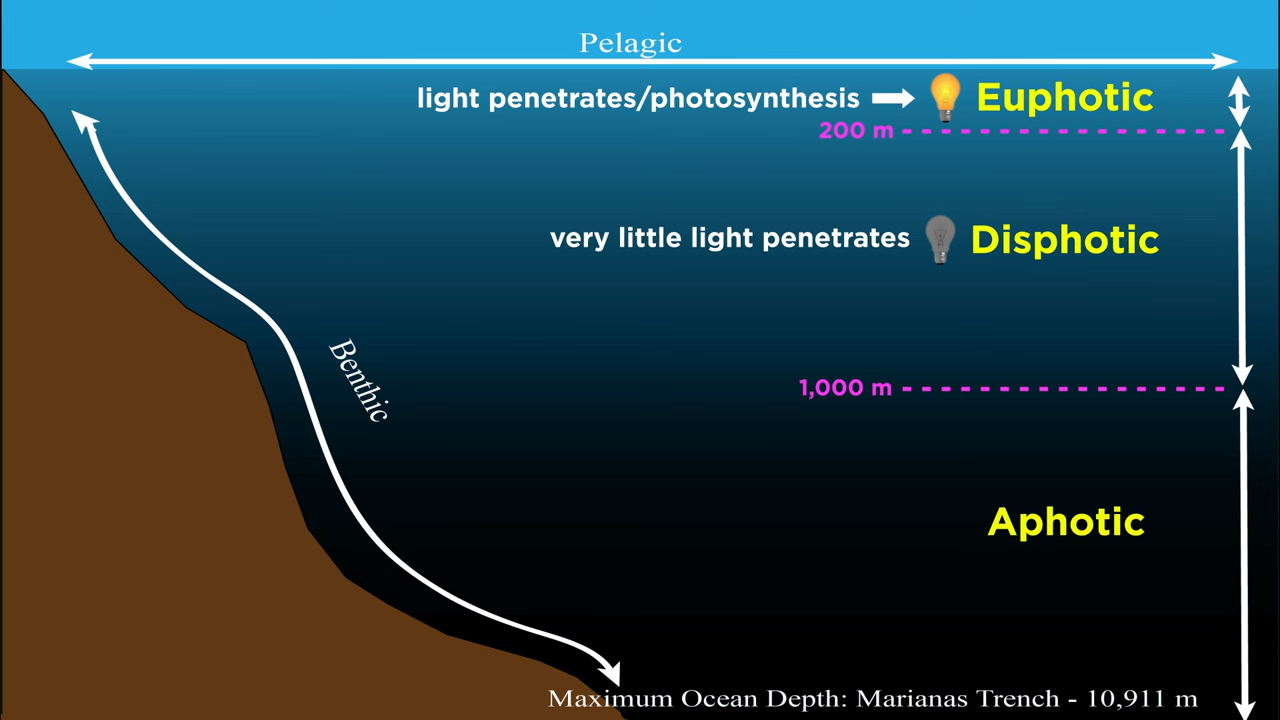 Pelagic
light penetrates/photosynthesis Euphotic
200 m
very little light penetrates Disphotic
Benthic
1,000 m
Aphotic
Maximum Ocean Depth: Marianas Trench - 10,911 m